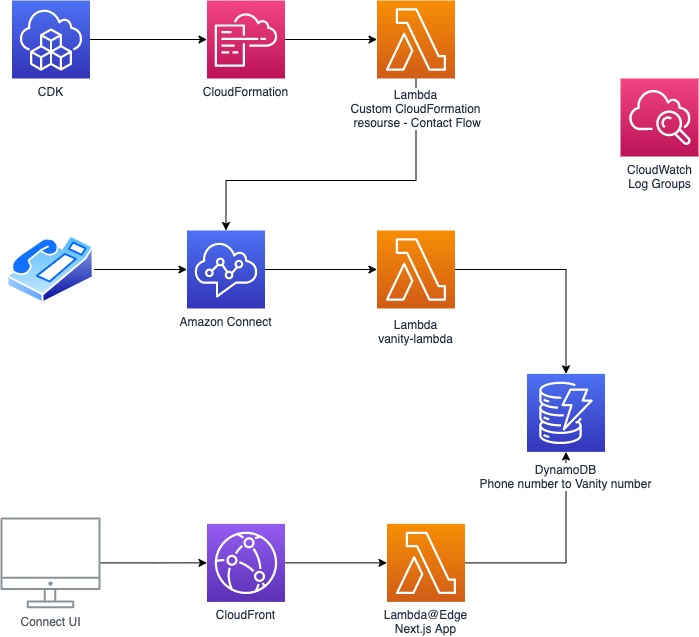 CDK
CloudFormation
Lambda
Custom CloudFormation
resourse - Contact Flow
CloudWatch
Log Groups
Amazon Connect
Lambda
vanity-lambda
DynamoDB
Phone number to Vanity number
Connect UI
CloudFront
Lambda@Edge
Next.js App